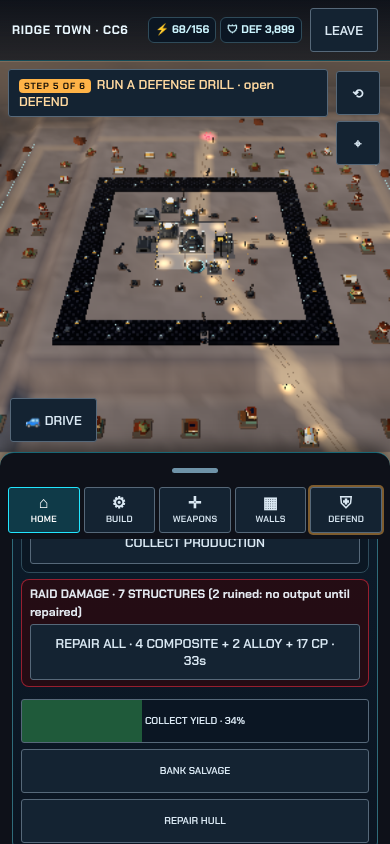 RIDGE TOWN · CC6
⚡ 68/156
🛡 DEF 3,899
LEAVE
STEP 5 OF 6 RUN A DEFENSE DRILL · open
DEFEND
🚙 DRIVE
HOME
BUILD
WEAPONS
WALLS
DEFEND
COLLECT PRODUCTION
RAID DAMAGE · 7 STRUCTURES (2 ruined: no output until
repaired)
REPAIR ALL · 4 COMPOSITE + 2 ALLOY + 17 CP ·
33s
COLLECT YIELD · 34%
BANK SALVAGE
REPAIR HULL